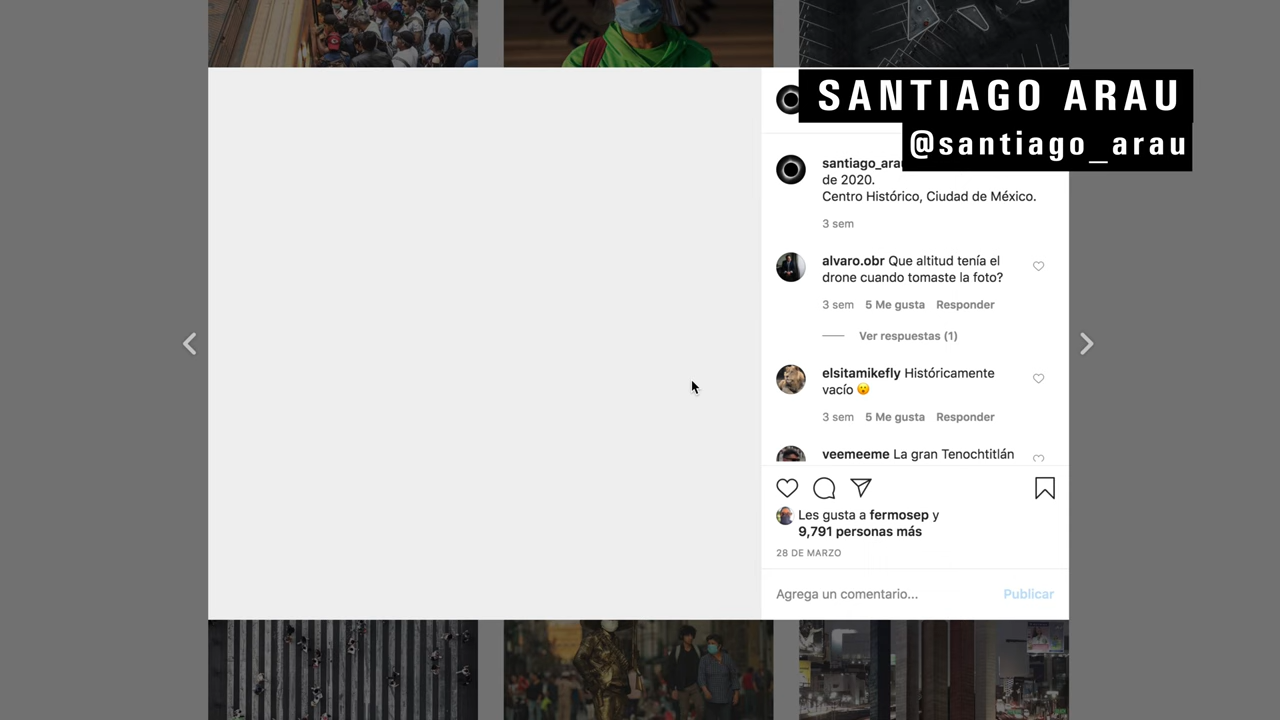 SANTIAGO ARAU
@santiago_arau
de 2020.
Centro Histórico, Ciudad de México.
3 sem
alvaro.obr Que altitud tenía el
drone cuando tomaste la foto?
3 sem 5 Me gusta Responder
Ver respuestas (1)
elsitamikefly Históricamente
vacío 😮
3 sem 5 Me gusta Responder
veemeeme La gran Tenochtitlán
Les gusta a fermosep y
9,791 personas más
28 DE MARZO
Agrega un comentario... Publicar